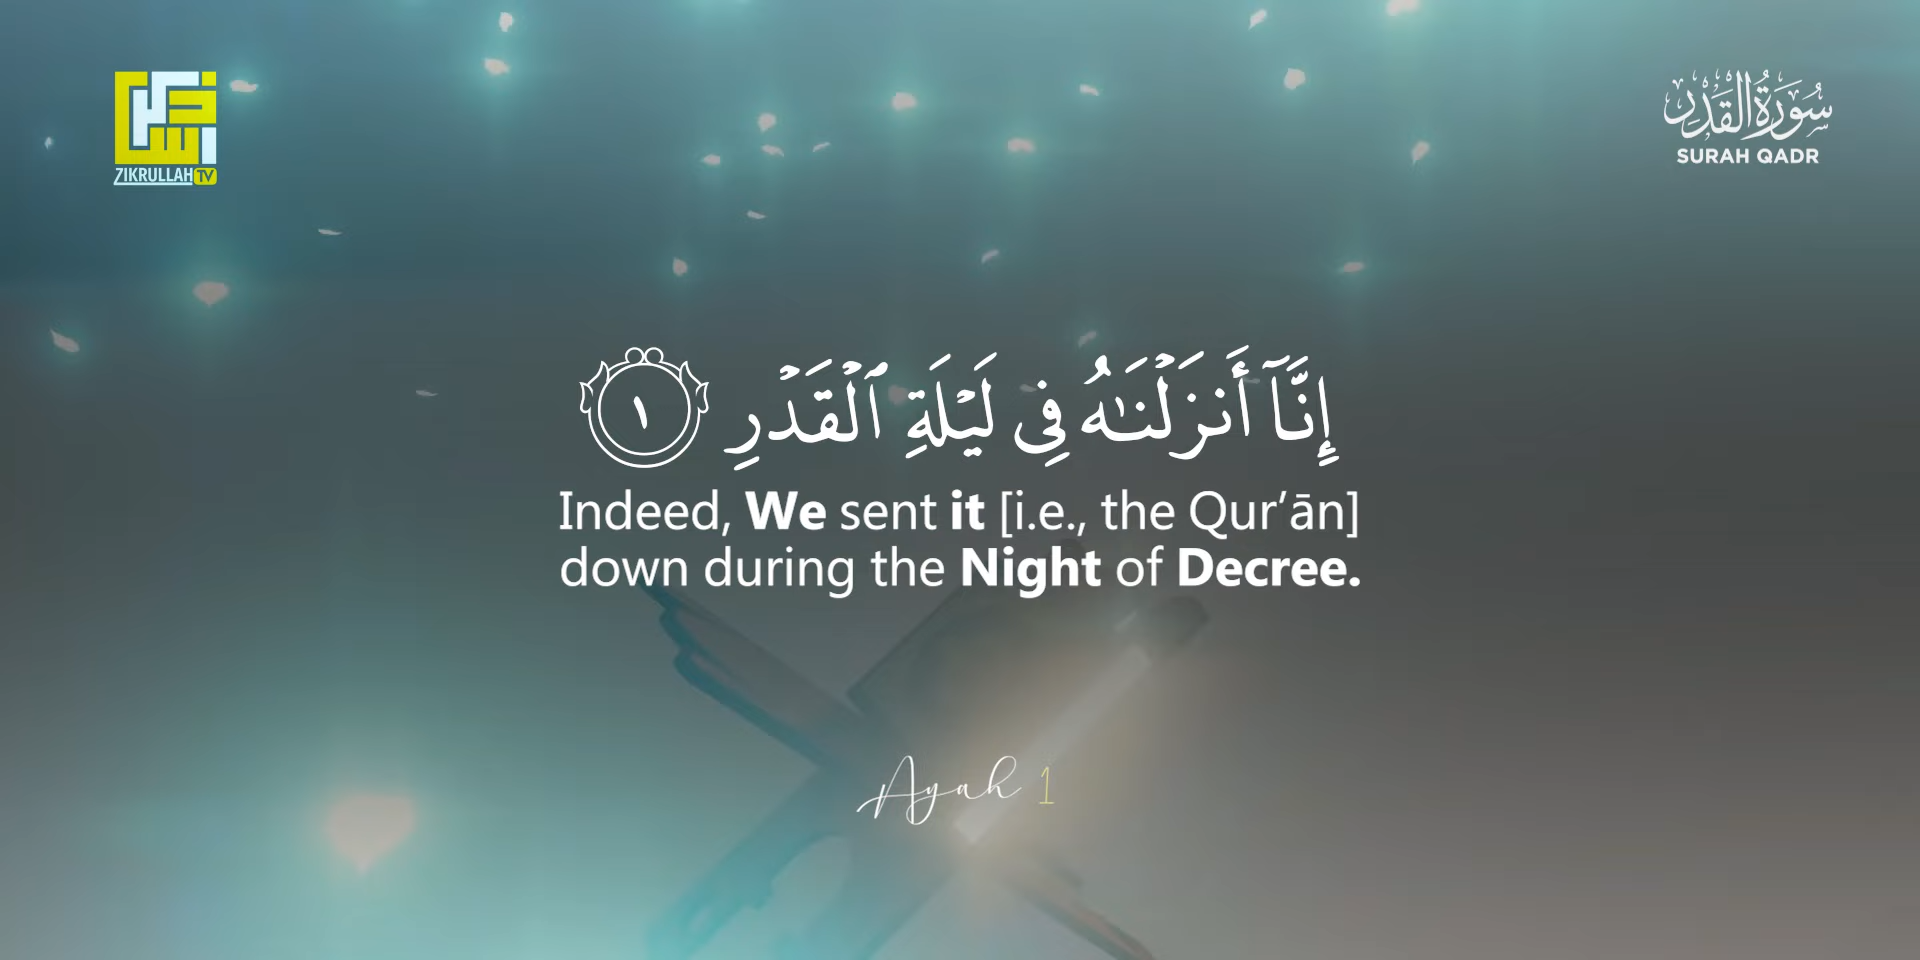 ZIKRULLAH TV
سُورَةُ الْقَدْرِ
SURAH QADR
إِنَّآ أَنزَلْنَـٰهُ فِى لَيْلَةِ ٱلْقَدْرِ ١
Indeed, We sent it [i.e., the Qur’ān]
down during the Night of Decree.
Ayah 1